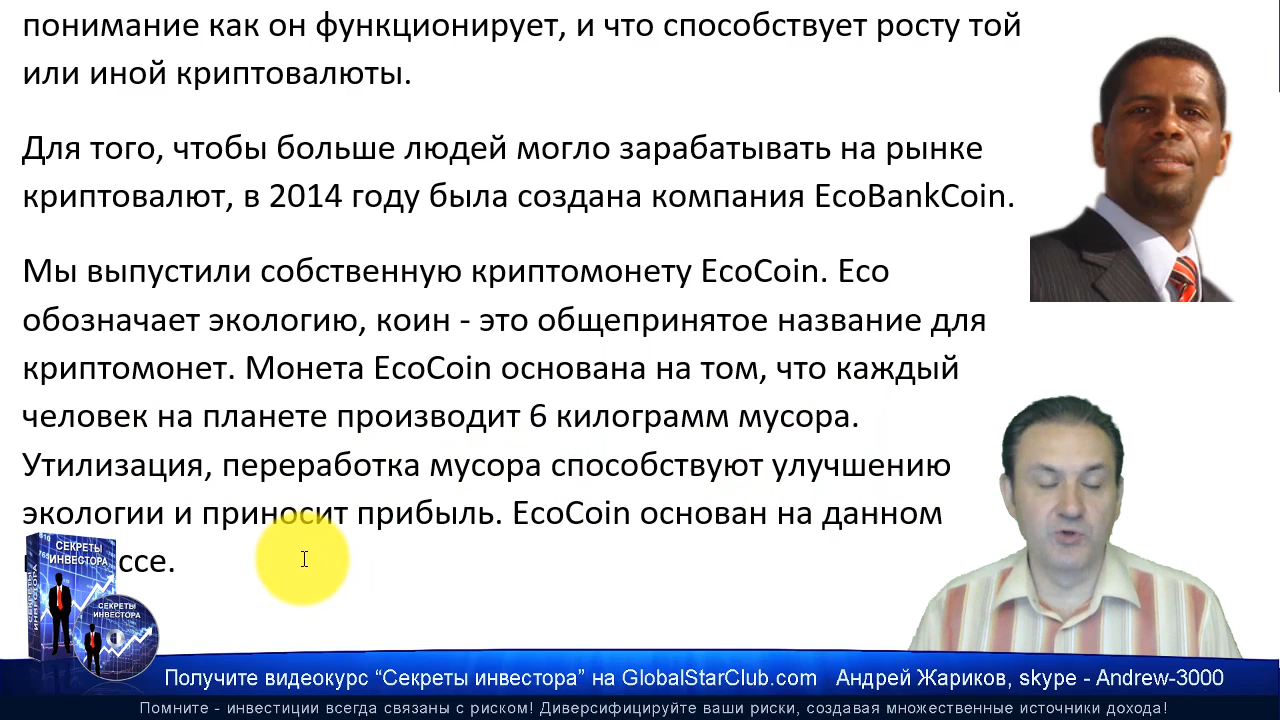 понимание как он функционирует, и что способствует росту той
или иной криптовалюты.
Для того, чтобы больше людей могло зарабатывать на рынке
криптовалют, в 2014 году была создана компания EcoBankCoin.
Мы выпустили собственную криптомонету EcoCoin. Eco
обозначает экологию, коин - это общепринятое название для
криптомонет. Монета EcoCoin основана на том, что каждый
человек на планете производит 6 килограмм мусора.
Утилизация, переработка мусора способствуют улучшению
экологии и приносит прибыль. EcoCoin основан на данном
ссе.
СЕКРЕТЫ
ИНВЕСТОРА
СЕКРЕТЫ
ИНВЕСТОРА
СЕКРЕТЫ
ИНВЕСТОРА
Получите видеокурс “Секреты инвестора” на GlobalStarClub.com Андрей Жариков, skype - Andrew-3000
Помните - инвестиции всегда связаны с риском! Диверсифицируйте ваши риски, создавая множественные источники дохода!